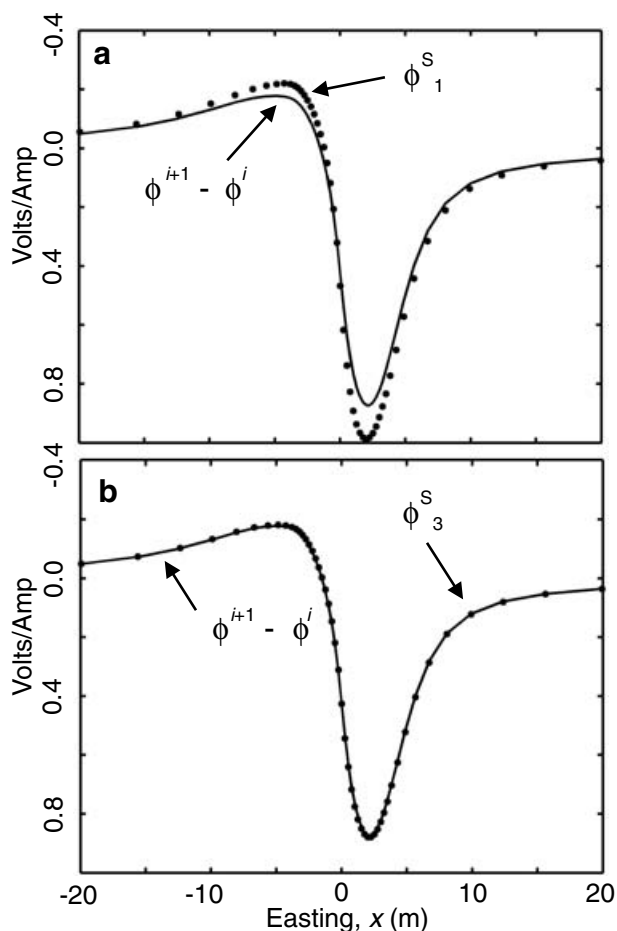 -0.4
a
ϕ^S_1
0.0
ϕ^{i+1} - ϕ^i
Volts/Amp
0.4
0.8
-0.4
b
ϕ^S_3
0.0
ϕ^{i+1} - ϕ^i
Volts/Amp
0.4
0.8
-20 -10 0 10 20
Easting, x (m)